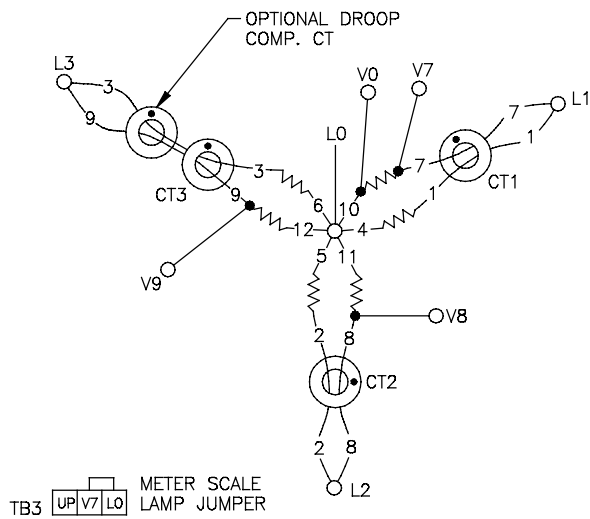 OPTIONAL DROOP
COMP. CT
L3
3
9
V0
V7
L1
7
1
L0
CT3
3
9
7
1
CT1
6
10
12
4
5
11
V9
V8
2
8
CT2
2
8
L2
TB3
UP
V7
L0
METER SCALE
LAMP JUMPER